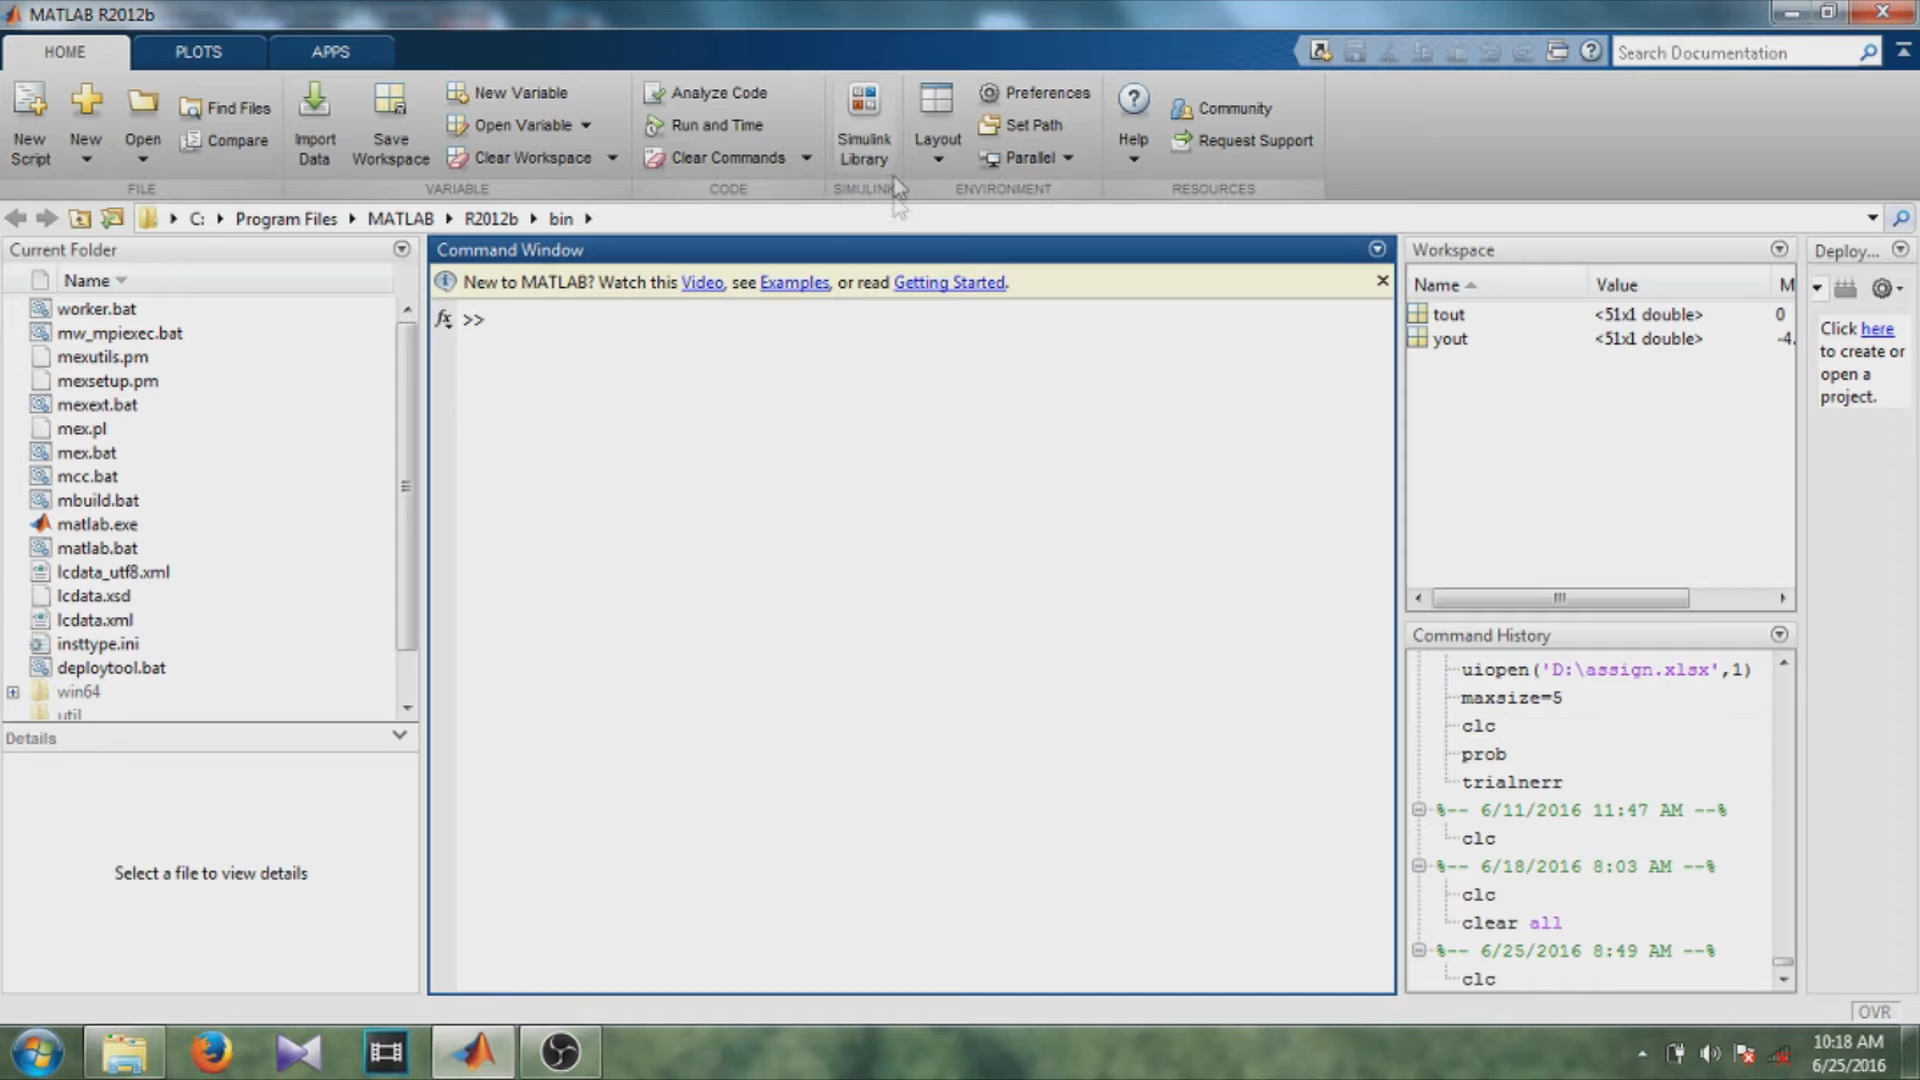 MATLAB R2012b
HOME PLOTS APPS
Search Documentation
New Script
New
Open
Find Files
Compare
FILE
Import Data
Save Workspace
New Variable
Open Variable
Clear Workspace
VARIABLE
Analyze Code
Run and Time
Clear Commands
CODE
Simulink Library
SIMULINK
Layout
Preferences
Set Path
Parallel
ENVIRONMENT
Help
Community
Request Support
RESOURCES
C: Program Files MATLAB R2012b bin
Current Folder
Name
worker.bat
mw_mpiexec.bat
mexutils.pm
mexsetup.pm
mexext.bat
mex.pl
mex.bat
mcc.bat
mbuild.bat
matlab.exe
matlab.bat
lcdata_utf8.xml
lcdata.xsd
lcdata.xml
insttype.ini
deploytool.bat
win64
util
Details
Select a file to view details
Command Window
New to MATLAB? Watch this Video, see Examples, or read Getting Started.
fx >>
Workspace
Name Value M
tout <51x1 double> 0
yout <51x1 double> -4.
Command History
uiopen('D:\assign.xlsx',1)
maxsize=5
clc
prob
trialnerr
%-- 6/11/2016 11:47 AM --%
clc
%-- 6/18/2016 8:03 AM --%
clc
clear all
%-- 6/25/2016 8:49 AM --%
clc
Deploy...
Click here
to create or
open a
project.
OVR
10:18 AM
6/25/2016